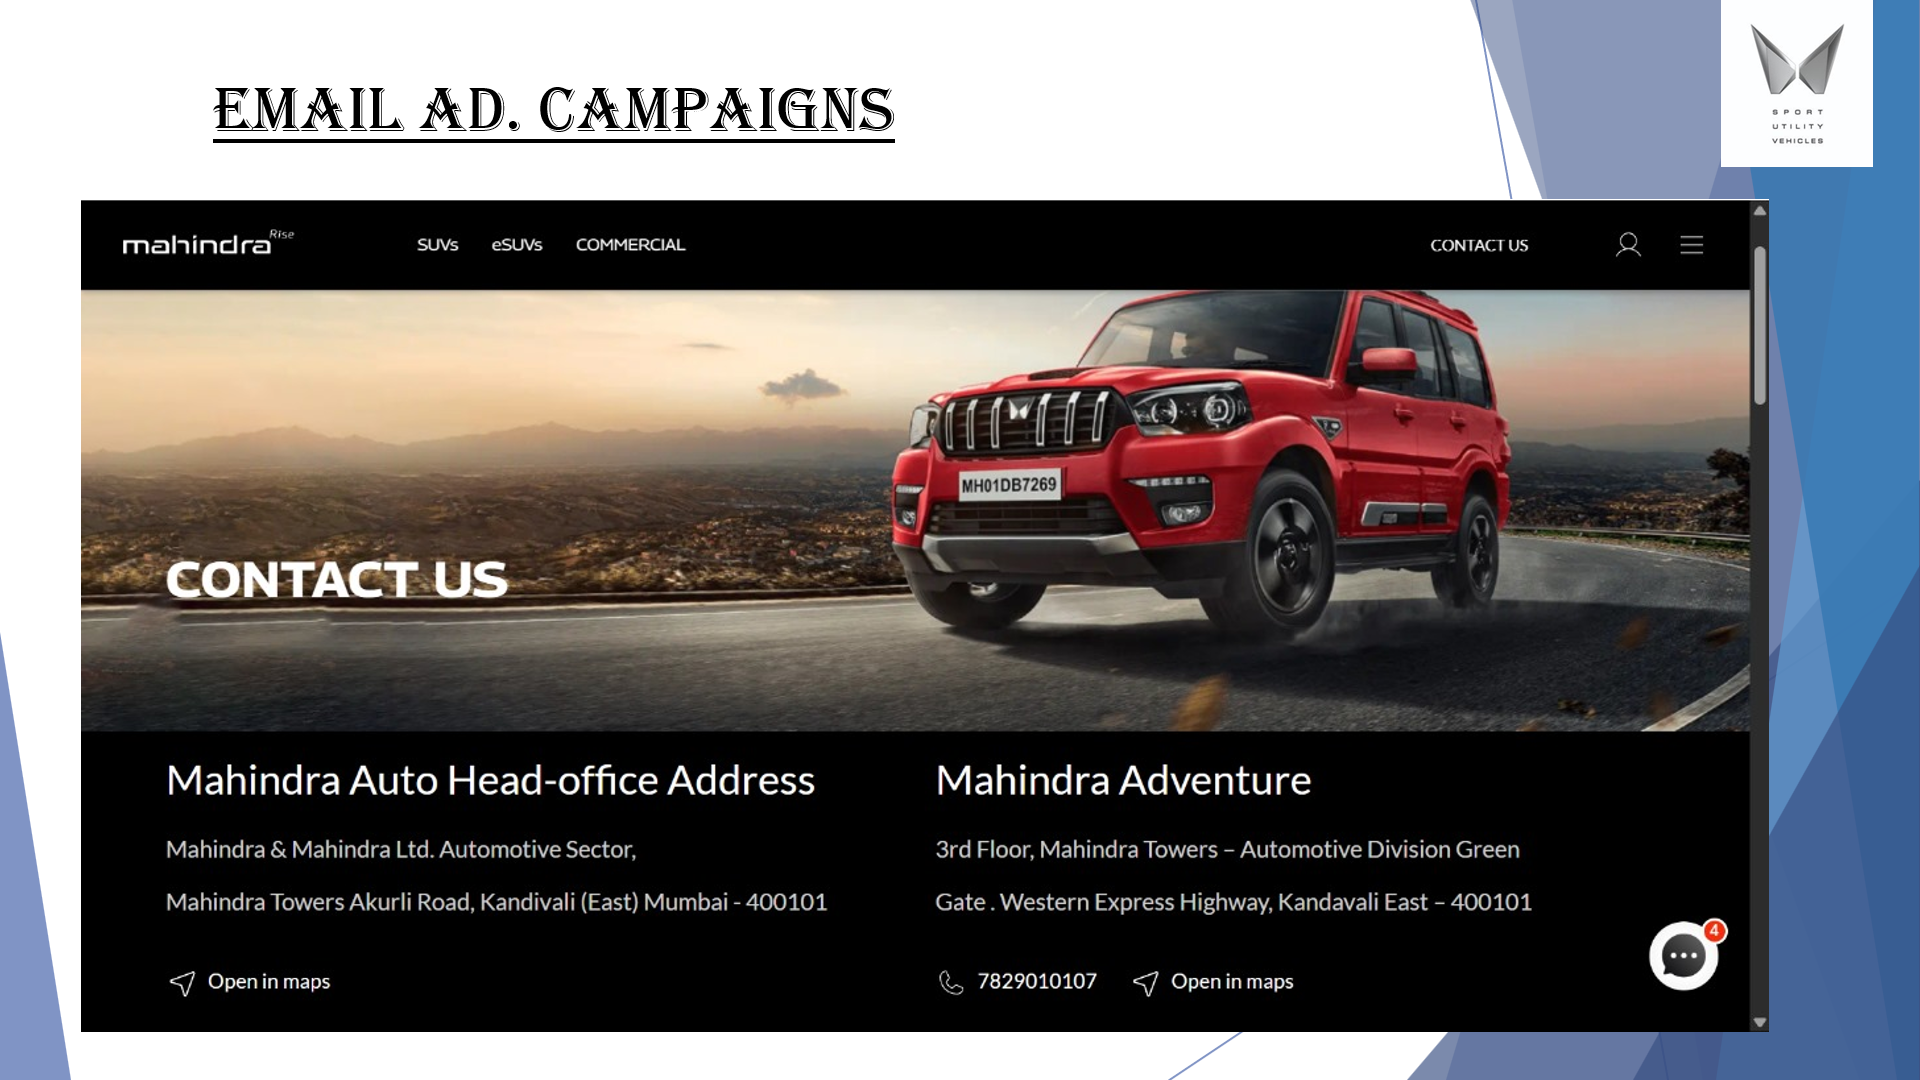 EMAIL AD. CAMPAIGNS
SPORT
UTILITY
VEHICLES
mahindra Rise
SUVs eSUVs COMMERCIAL CONTACT US
MH01DB7269
CONTACT US
Mahindra Auto Head-office Address
Mahindra & Mahindra Ltd. Automotive Sector,
Mahindra Towers Akurli Road, Kandivali (East) Mumbai - 400101
Open in maps
Mahindra Adventure
3rd Floor, Mahindra Towers – Automotive Division Green
Gate . Western Express Highway, Kandavali East – 400101
7829010107 Open in maps
4